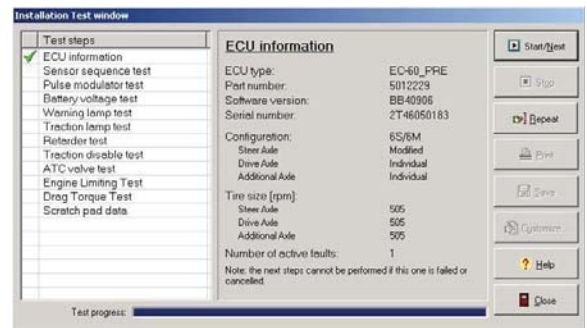 Installation Test window
Test steps
ECU information
Sensor sequence test
Pulse modulator test
Battery voltage test
Warning lamp test
Traction lamp test
Retarder test
Traction disable test
ATC valve test
Engine Limiting Test
Drag Torque Test
Scratch pad data
ECU information
ECU type: EC-60_PRE
Part number: 5012229
Software version: BB40906
Serial number: 2T46050183
Configuration: 6S/6M
Steer Axle Modified
Drive Axle Individual
Additional Axle Individual
Tire size [rpm]:
Steer Axle 505
Drive Axle 505
Additional Axle 505
Number of active faults: 1
Note: the next steps cannot be performed if this one is failed or
cancelled.
Start/Next
Stop
Repeat
Print
Save
Customize...
Help
Close
Test progress: